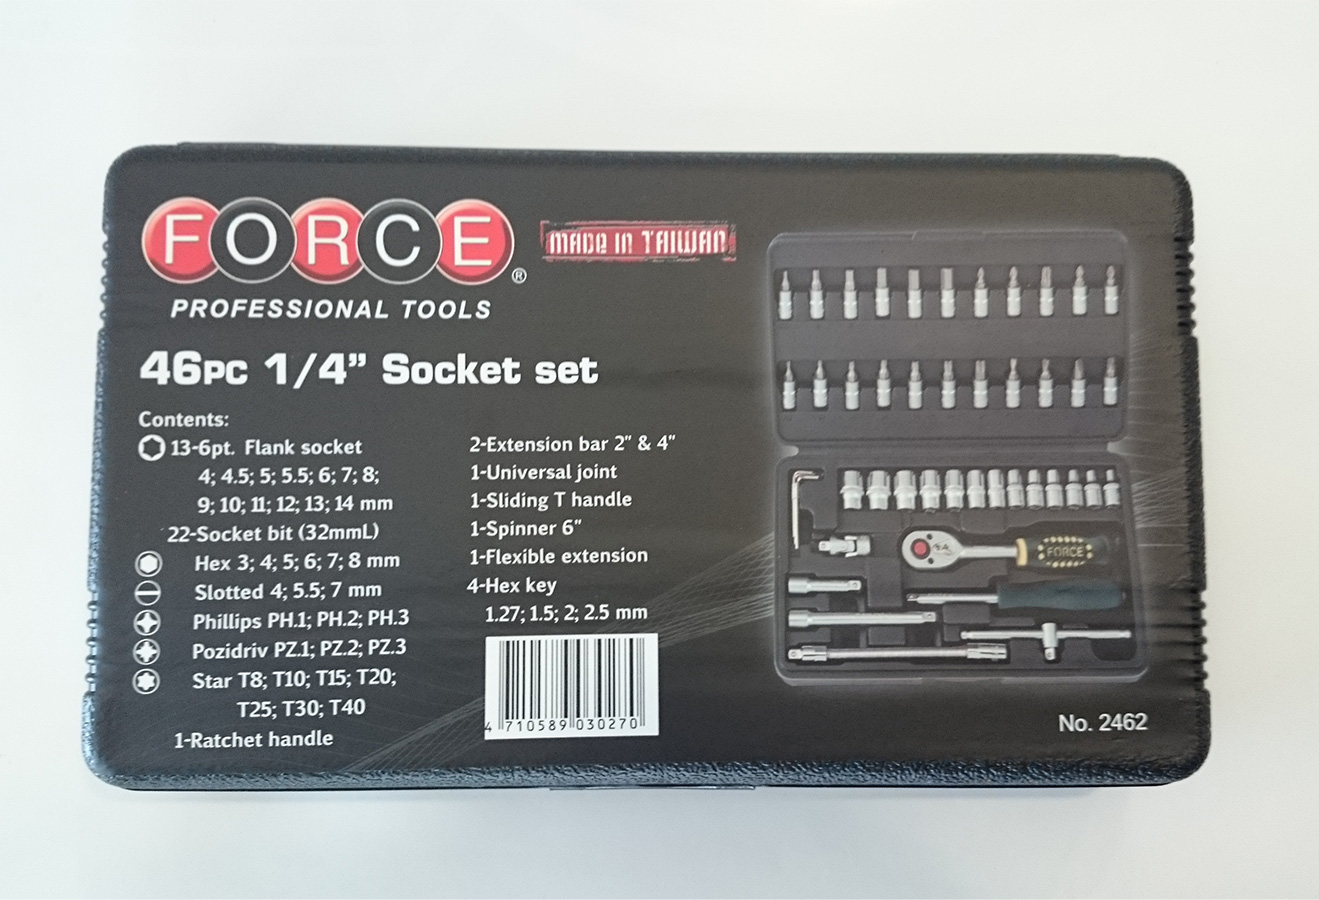 FORCE®
MADE IN TAIWAN
PROFESSIONAL TOOLS
46PC 1/4” Socket set
Contents:
13-6pt. Flank socket
4; 4.5; 5; 5.5; 6; 7; 8;
9; 10; 11; 12; 13; 14 mm
22-Socket bit (32mmL)
Hex 3; 4; 5; 6; 7; 8 mm
Slotted 4; 5.5; 7 mm
Phillips PH.1; PH.2; PH.3
Pozidriv PZ.1; PZ.2; PZ.3
Star T8; T10; T15; T20;
T25; T30; T40
1-Ratchet handle
2-Extension bar 2” & 4”
1-Universal joint
1-Sliding T handle
1-Spinner 6”
1-Flexible extension
4-Hex key
1.27; 1.5; 2; 2.5 mm
4 710589 030270
FORCE
No. 2462